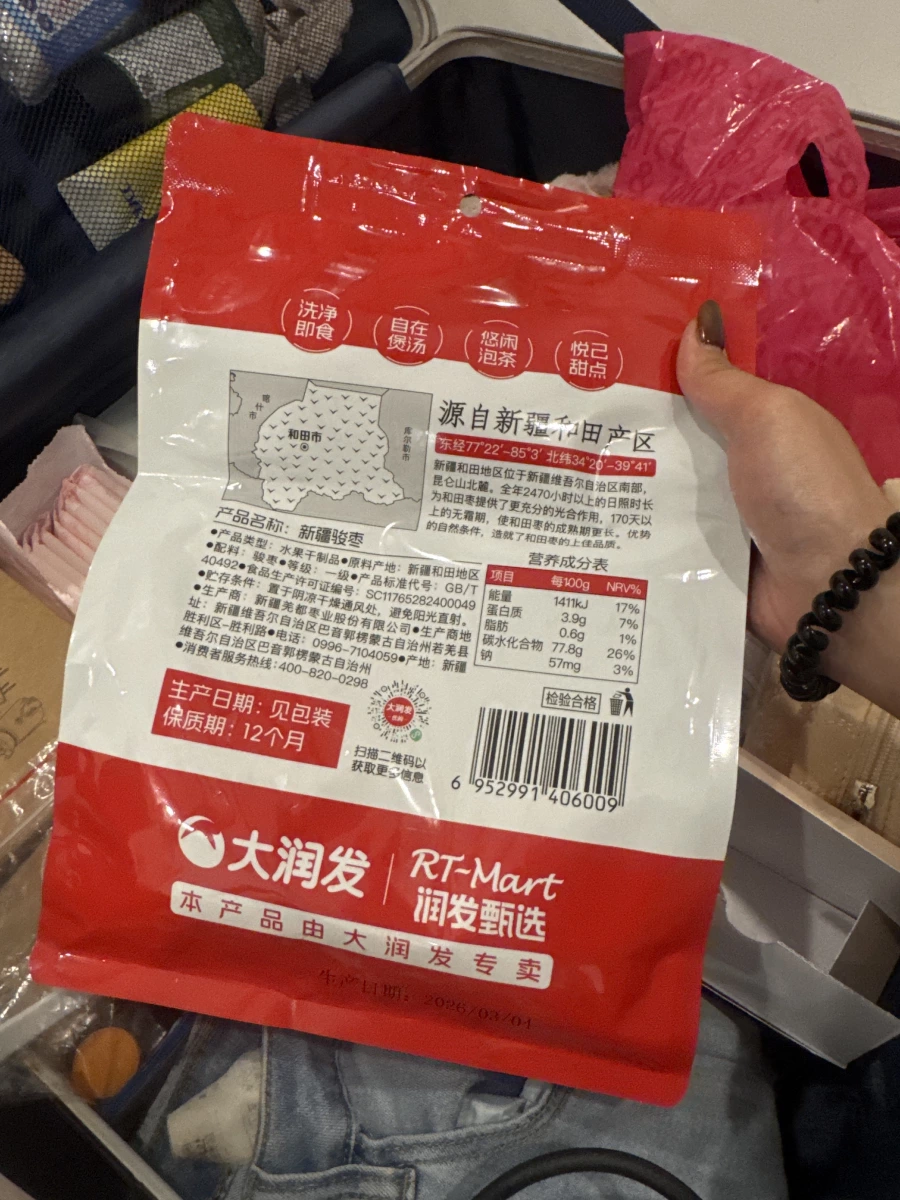 洗净
即食
自在
煲汤
悠闲
泡茶
悦己
甜点
喀什市
和田市
库尔勒市
源自新疆和田产区
东经77°22′-85°3′ 北纬34°20′-39°41′
新疆和田地区位于新疆维吾尔自治区南部，
昆仑山北麓。全年2470小时以上的日照时长
为和田枣提供了更充分的光合作用，170天以
上的无霜期，使和田枣的成熟期更长。优势
的自然条件，造就了和田枣的上佳品质。
产品名称：新疆骏枣
•产品类型：水果干制品•原料产地：新疆和田地区
•配料：骏枣•等级：一级•产品标准代号：GB/T
40492•食品生产许可证编号：SC11765282400049
•贮存条件：置于阴凉干燥通风处。避免阳光直射。
•生产商：新疆羌都枣业股份有限公司•生产商地
址：新疆维吾尔自治区巴音郭楞蒙古自治州若羌县
胜利区-胜利路•电话：0996-7104059•产地：新疆
维吾尔自治区巴音郭楞蒙古自治州
•消费者服务热线：400-820-0298
营养成分表
项目 每100g NRV%
能量 1411kJ 17%
蛋白质 3.9g 7%
脂肪 0.6g 1%
碳水化合物 77.8g 26%
钠 57mg 3%
生产日期：见包装
保质期：12个月
大润发
扫描二维码以
获取更多信息
检验合格
6 952991 406009
大润发
RT-Mart
润发甄选
本产品由大润发专卖
生产日期：2026/03/04